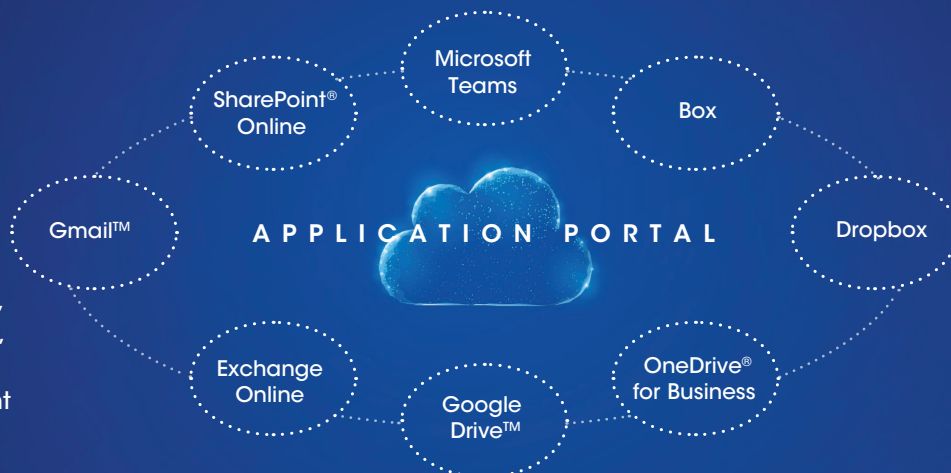 Microsoft
Teams
SharePoint®
Online
Box
Gmail™
APPLICATION PORTAL
Dropbox
Exchange
Online
OneDrive®
for Business
Google
Drive™